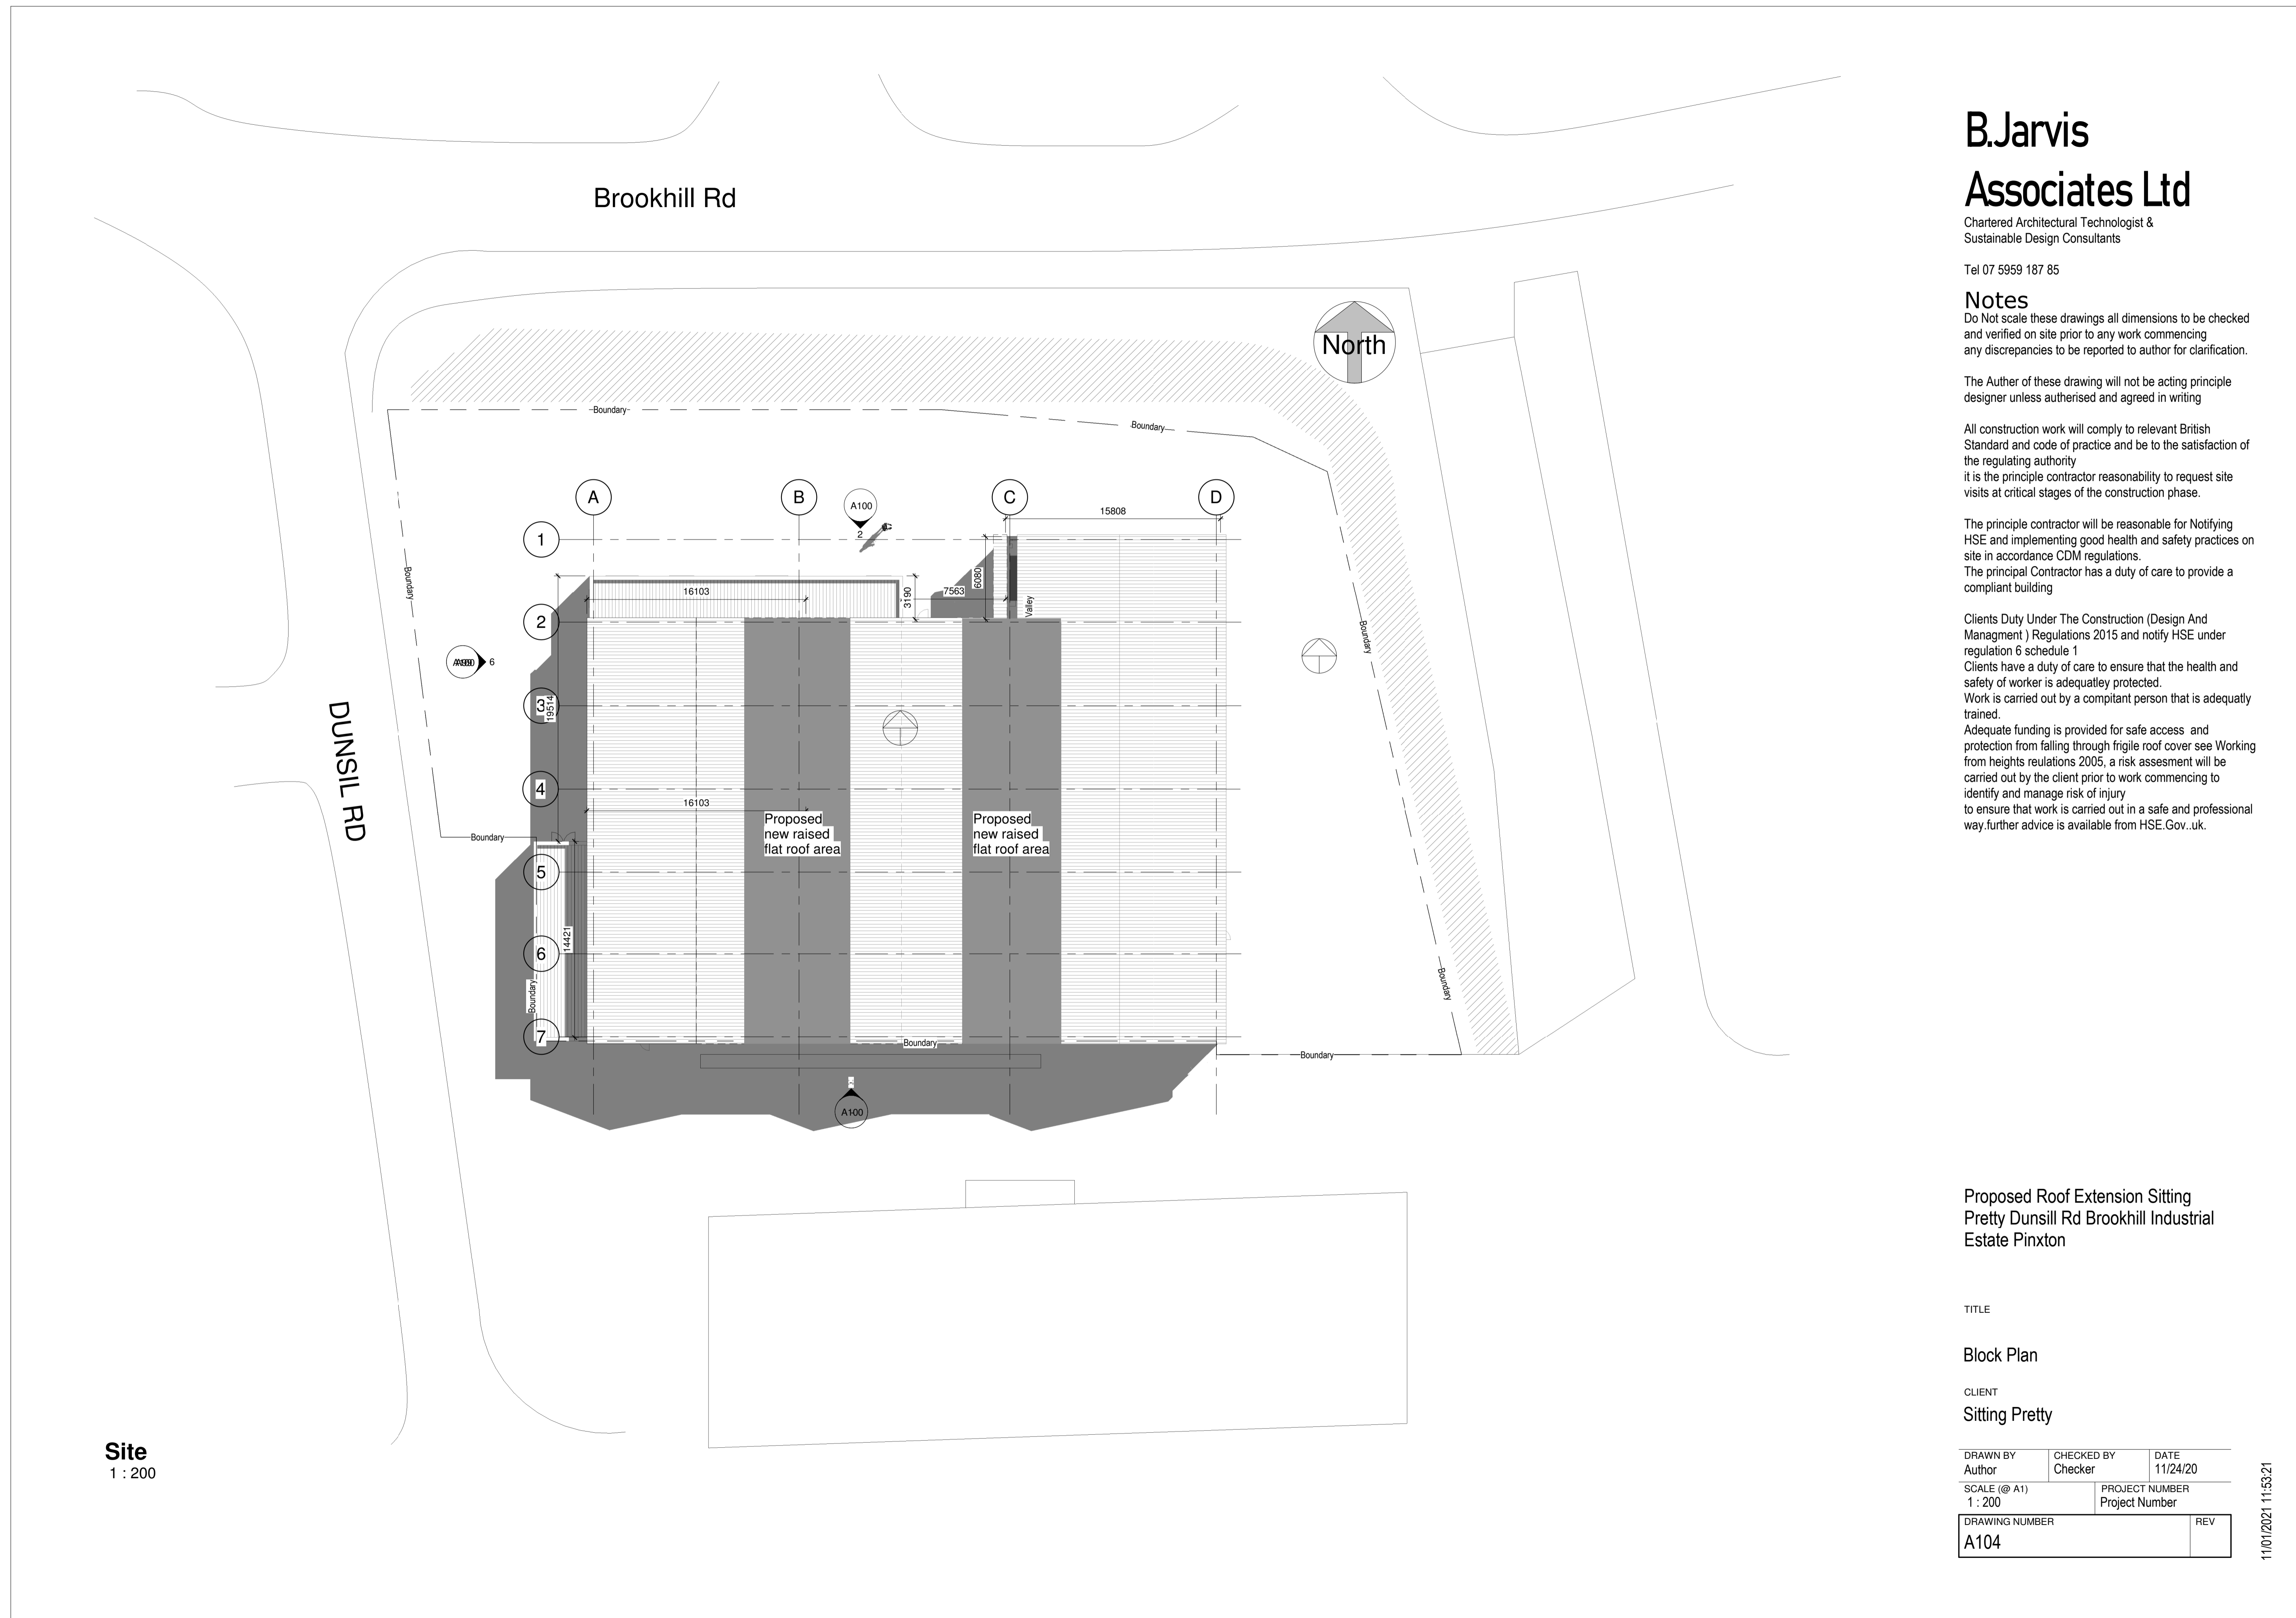 Brookhill Rd
North
Boundary
Boundary
A
B
A100
2
C
D
15808
1
6080
16103
3190
7563
Valley
2
Boundary
Boundary
6
3
19514
DUNSIL RD
4
16103
Proposed
new raised
flat roof area
Proposed
new raised
flat roof area
Boundary
5
14421
6
Boundary
Boundary
7
Boundary
Boundary
A100
Site
1 : 200
B.Jarvis
Associates Ltd
Chartered Architectural Technologist &
Sustainable Design Consultants
Tel 07 5959 187 85
Notes
Do Not scale these drawings all dimensions to be checked
and verified on site prior to any work commencing
any discrepancies to be reported to author for clarification.
The Auther of these drawing will not be acting principle
designer unless autherised and agreed in writing
All construction work will comply to relevant British
Standard and code of practice and be to the satisfaction of
the regulating authority
it is the principle contractor reasonability to request site
visits at critical stages of the construction phase.
The principle contractor will be reasonable for Notifying
HSE and implementing good health and safety practices on
site in accordance CDM regulations.
The principal Contractor has a duty of care to provide a
compliant building
Clients Duty Under The Construction (Design And
Managment ) Regulations 2015 and notify HSE under
regulation 6 schedule 1
Clients have a duty of care to ensure that the health and
safety of worker is adequatley protected.
Work is carried out by a compitant person that is adequatly
trained.
Adequate funding is provided for safe access  and
protection from falling through frigile roof cover see Working
from heights reulations 2005, a risk assesment will be
carried out by the client prior to work commencing to
identify and manage risk of injury
to ensure that work is carried out in a safe and professional
way.further advice is available from HSE.Gov..uk.
Proposed Roof Extension Sitting
Pretty Dunsill Rd Brookhill Industrial
Estate Pinxton
TITLE
Block Plan
CLIENT
Sitting Pretty
DRAWN BY
Author
CHECKED BY
Checker
DATE
11/24/20
SCALE (@ A1)
1 : 200
PROJECT NUMBER
Project Number
DRAWING NUMBER
A104
REV
11/01/2021 11:53:21